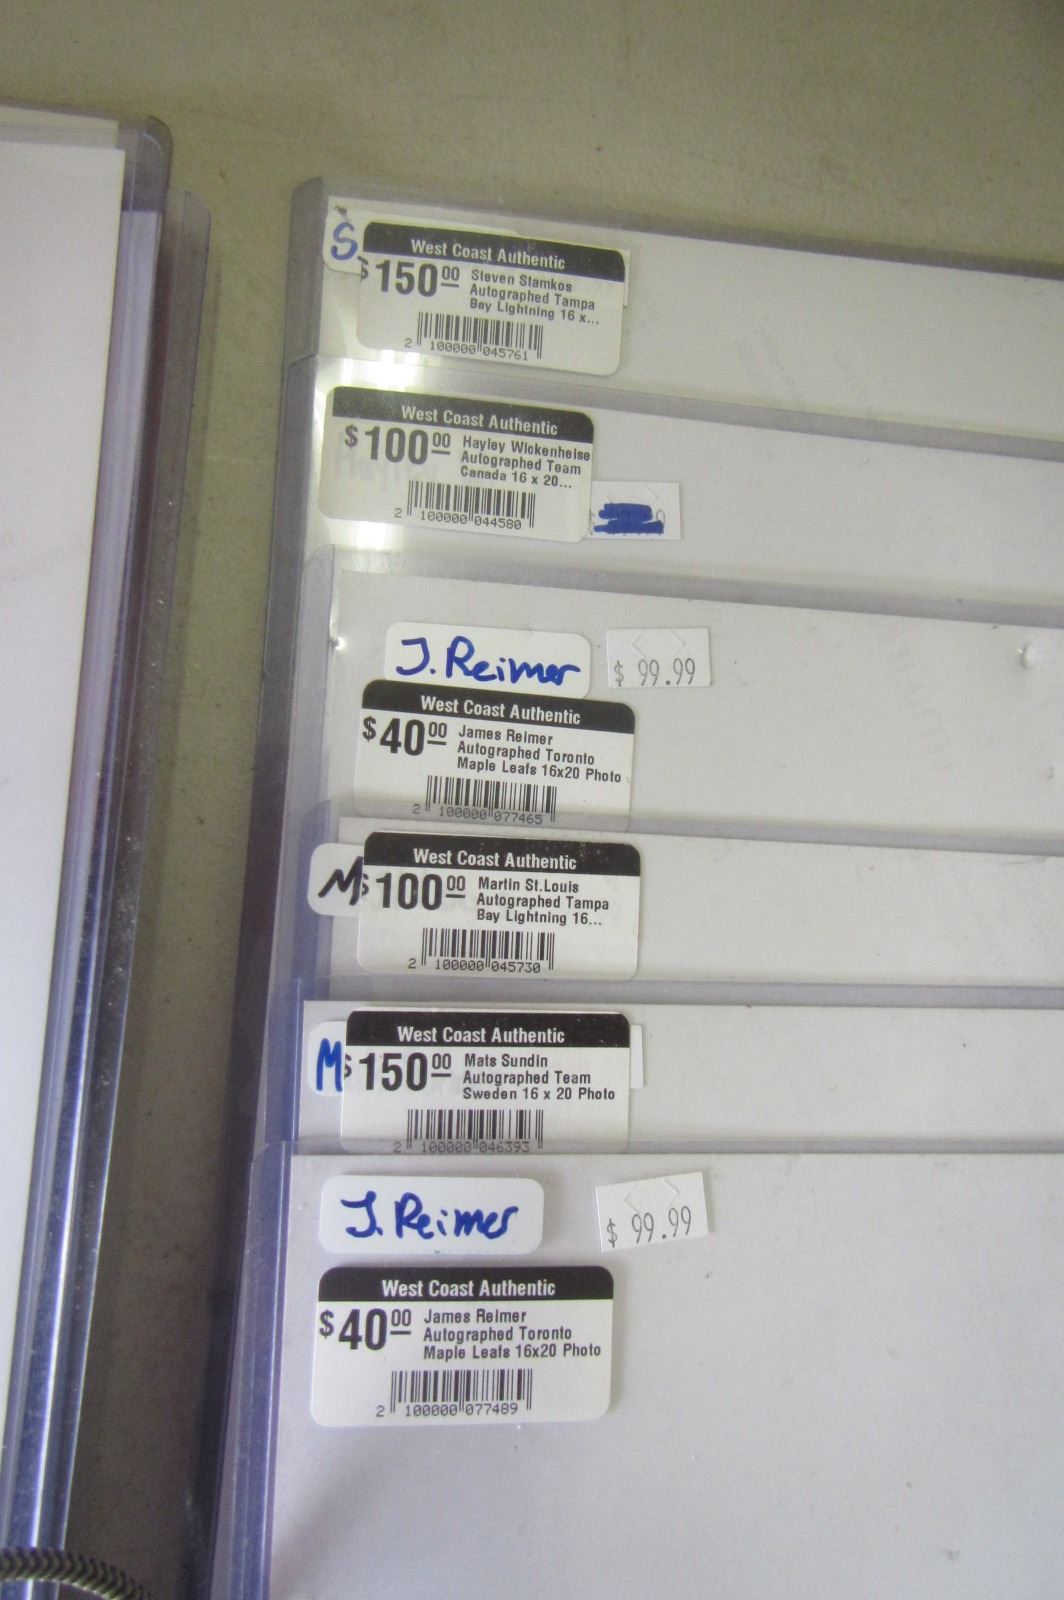 S
West Coast Authentic
$150 00 Steven Stamkos
Autographed Tampa
Bay Lightning 16 x...
2 100000 045761
West Coast Authentic
$100 00 Hayley Wickenheise
Autographed Team
Canada 16 x 20...
2 100000 044580
J. Reimer
$ 99.99
West Coast Authentic
$40 00 James Reimer
Autographed Toronto
Maple Leafs 16x20 Photo
2 100000 077465
M
West Coast Authentic
$100 00 Martin St.Louis
Autographed Tampa
Bay Lightning 16...
2 100000 045730
M
West Coast Authentic
$150 00 Mats Sundin
Autographed Team
Sweden 16 x 20 Photo
2 100000 046393
J. Reimer
$ 99.99
West Coast Authentic
$40 00 James Reimer
Autographed Toronto
Maple Leafs 16x20 Photo
2 100000 077489